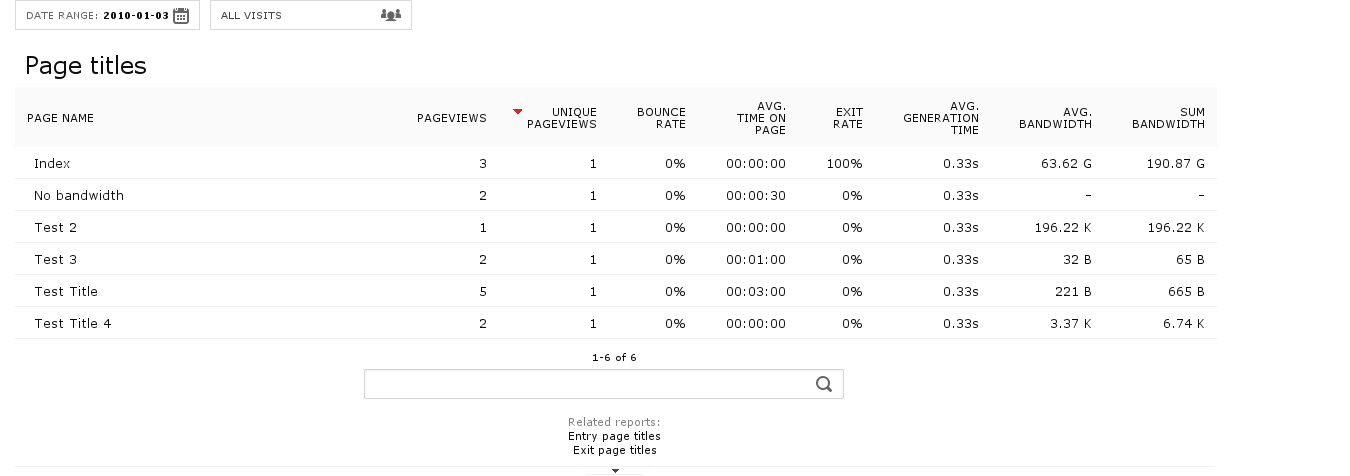 DATE RANGE: 2010-01-03 ALL VISITS
Page titles
PAGE NAME PAGEVIEWS UNIQUE PAGEVIEWS BOUNCE RATE AVG. TIME ON PAGE EXIT RATE AVG. GENERATION TIME AVG. BANDWIDTH SUM BANDWIDTH
Index 3 1 0% 00:00:00 100% 0.33s 63.62 G 190.87 G
No bandwidth 2 1 0% 00:00:30 0% 0.33s - -
Test 2 1 1 0% 00:00:00 0% 0.33s 196.22 K 196.22 K
Test 3 2 1 0% 00:01:00 0% 0.33s 32 B 65 B
Test Title 5 1 0% 00:03:00 0% 0.33s 221 B 665 B
Test Title 4 2 1 0% 00:00:00 0% 0.33s 3.37 K 6.74 K
1-6 of 6
Related reports:
Entry page titles
Exit page titles